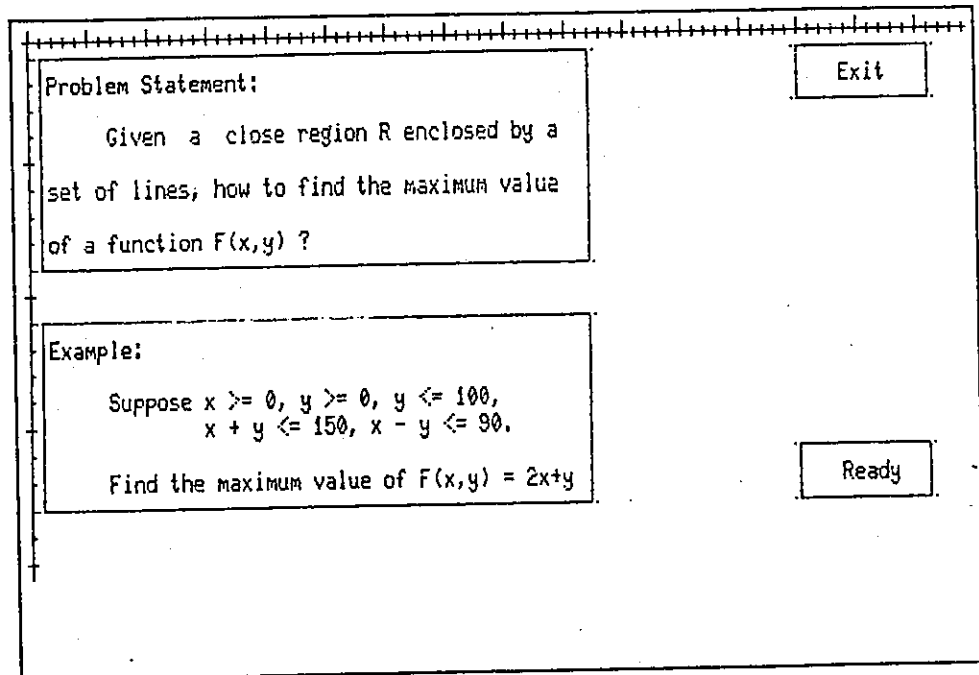 Problem Statement:
Exit
Given a close region R enclosed by a
set of lines, how to find the maximum value
of a function F(x,y) ?
Example:
Suppose x >= 0, y >= 0, y <= 100,
x + y <= 150, x - y <= 90.
Find the maximum value of F(x,y) = 2x+y
Ready